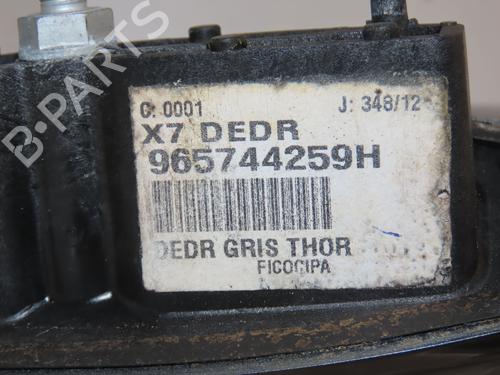 B-PARTS
C: 0001 J: 348/12
X7 DEDR
965744259H
DEDR GRIS THOR
FICOCIPA